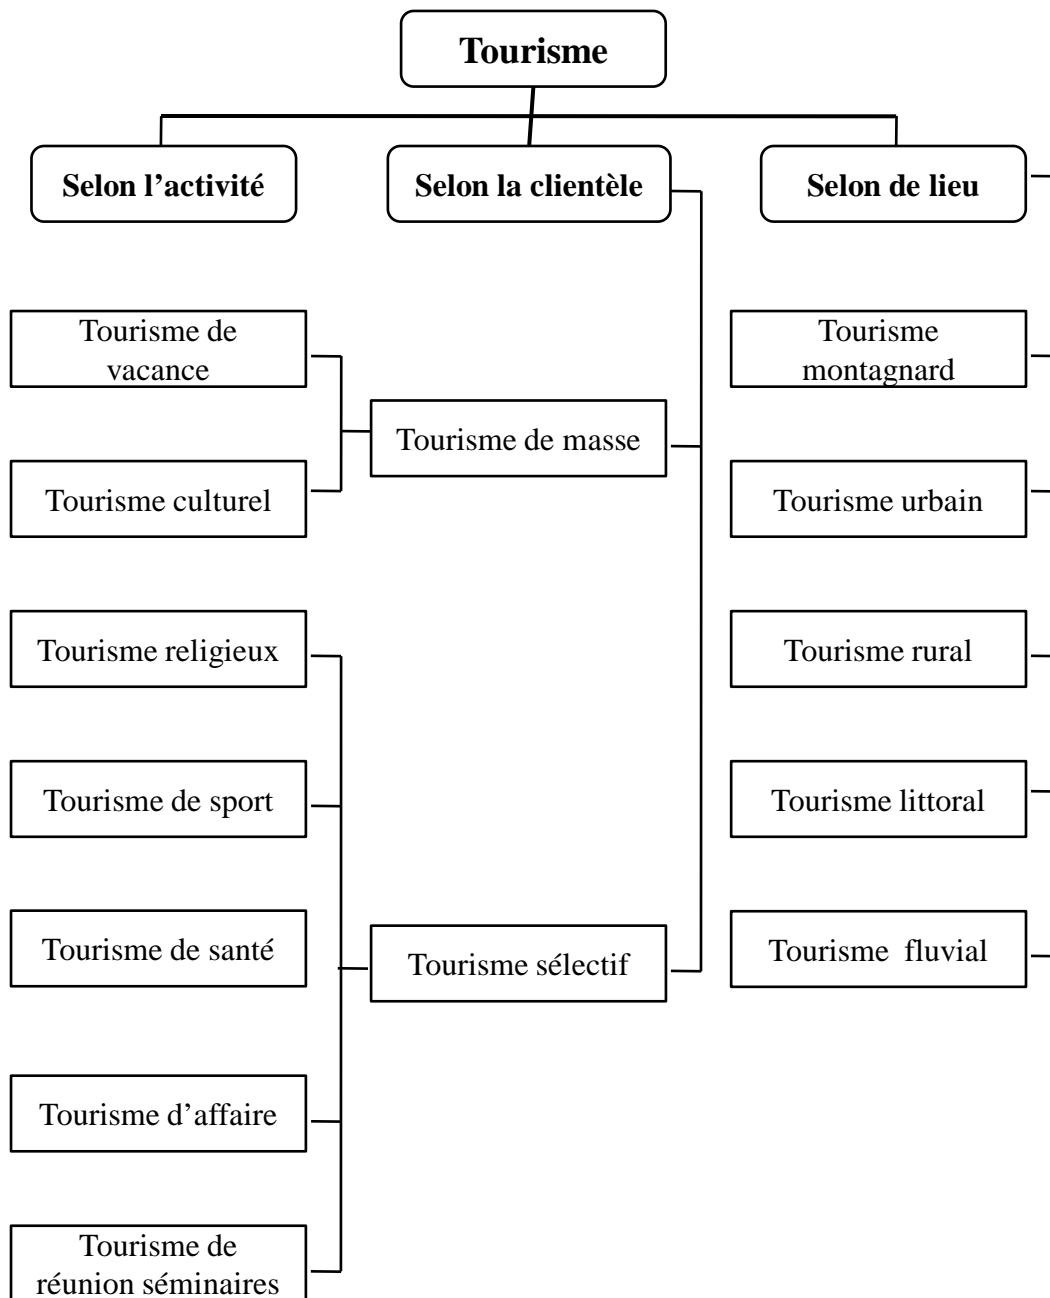 Tourisme
Selon l’activité
Selon la clientèle
Selon de lieu
Tourisme de
vacance
Tourisme
montagnard
Tourisme de masse
Tourisme culturel
Tourisme urbain
Tourisme religieux
Tourisme rural
Tourisme de sport
Tourisme littoral
Tourisme de santé
Tourisme sélectif
Tourisme  fluvial
Tourisme d’affaire
Tourisme de
réunion séminaires